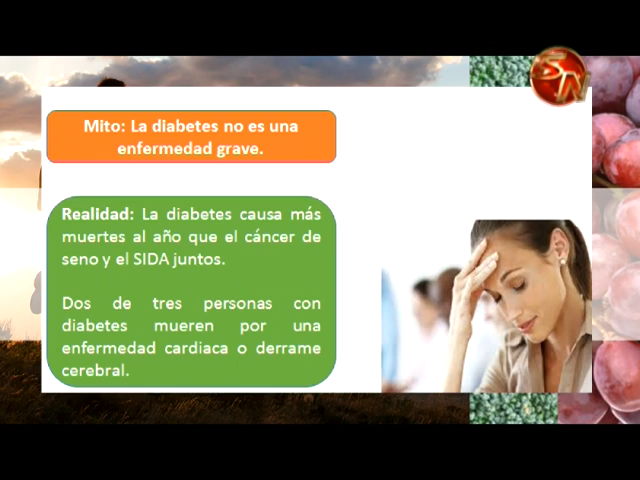 SN
Mito: La diabetes no es una
enfermedad grave.
Realidad: La diabetes causa más
muertes al año que el cáncer de
seno y el SIDA juntos.
Dos de tres personas con
diabetes mueren por una
enfermedad cardiaca o derrame
cerebral.